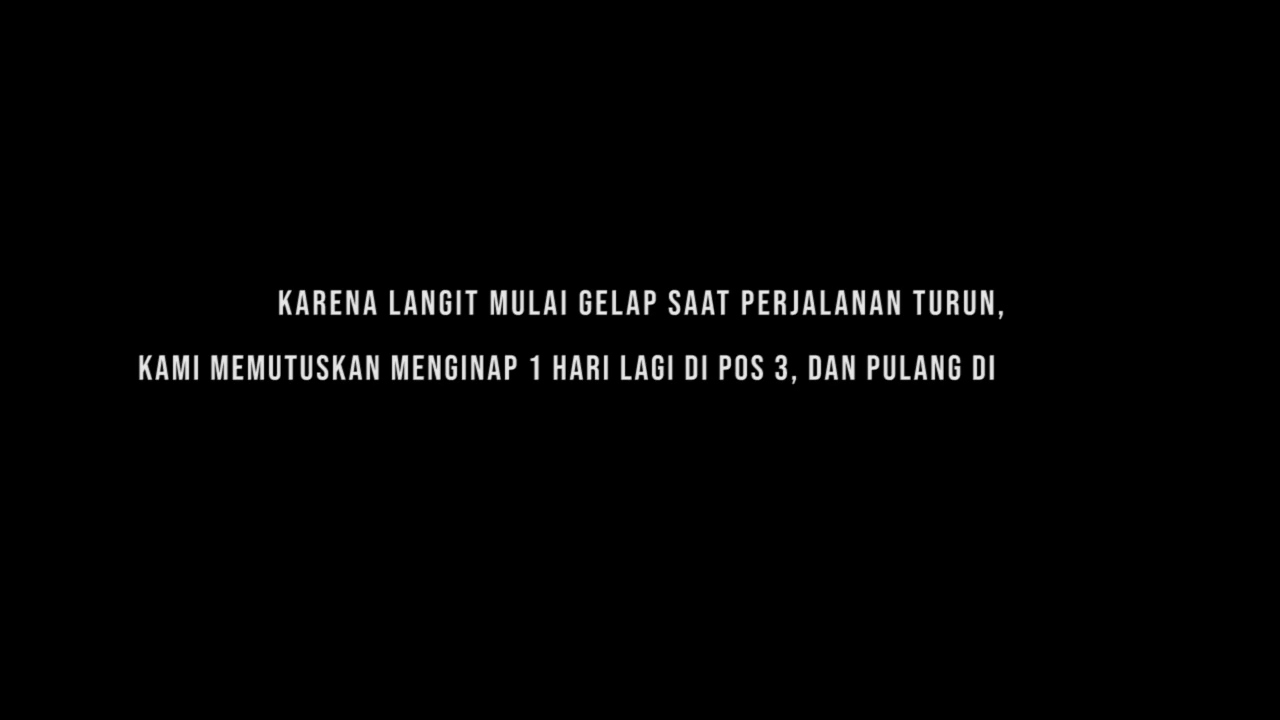 KARENA LANGIT MULAI GELAP SAAT PERJALANAN TURUN,
KAMI MEMUTUSKAN MENGINAP 1 HARI LAGI DI POS 3, DAN PULANG DI